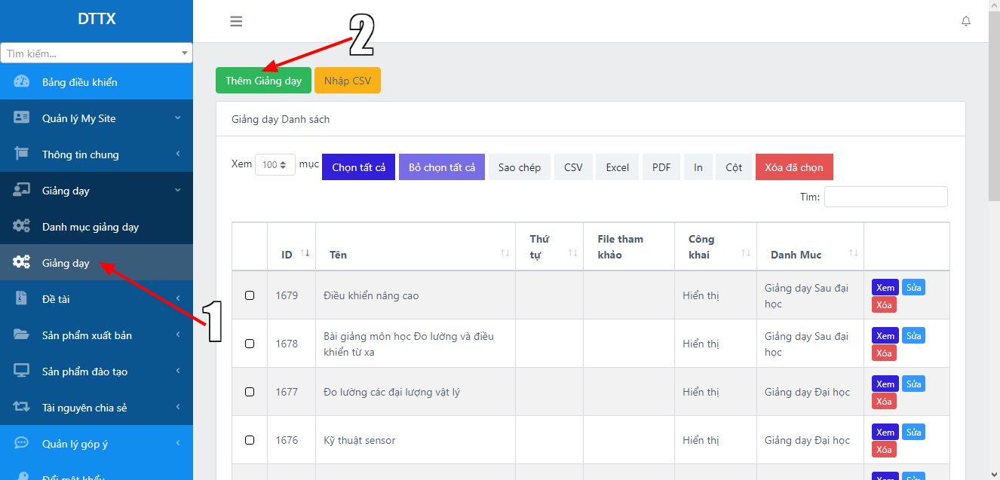 DTTX
Tìm kiếm...
Bảng điều khiển
Quản lý My Site
Thông tin chung
Giảng dạy
Danh mục giảng dạy
Giảng dạy
Đề tài
Sản phẩm xuất bản
Sản phẩm đào tạo
Tài nguyên chia sẻ
Quản lý góp ý
Đổi mật khẩu
1
2
Thêm Giảng dạy Nhập CSV
Giảng dạy Danh sách
Xem 100 mục Chọn tất cả Bỏ chọn tất cả Sao chép CSV Excel PDF In Cột Xóa đã chọn
Tìm:
ID Tên Thứ tự File tham khảo Công khai Danh Muc
1679 Điều khiển nâng cao Hiển thị Giảng dạy Sau đại học Xem Sửa
Xóa
1678 Bài giảng môn học Đo lường và điều khiển từ xa Hiển thị Giảng dạy Sau đại học Xem Sửa
Xóa
1677 Đo lường các đại lượng vật lý Hiển thị Giảng dạy Đại học Xem Sửa
Xóa
1676 Kỹ thuật sensor Hiển thị Giảng dạy Đại học Xem Sửa
Xóa
Xem Sửa